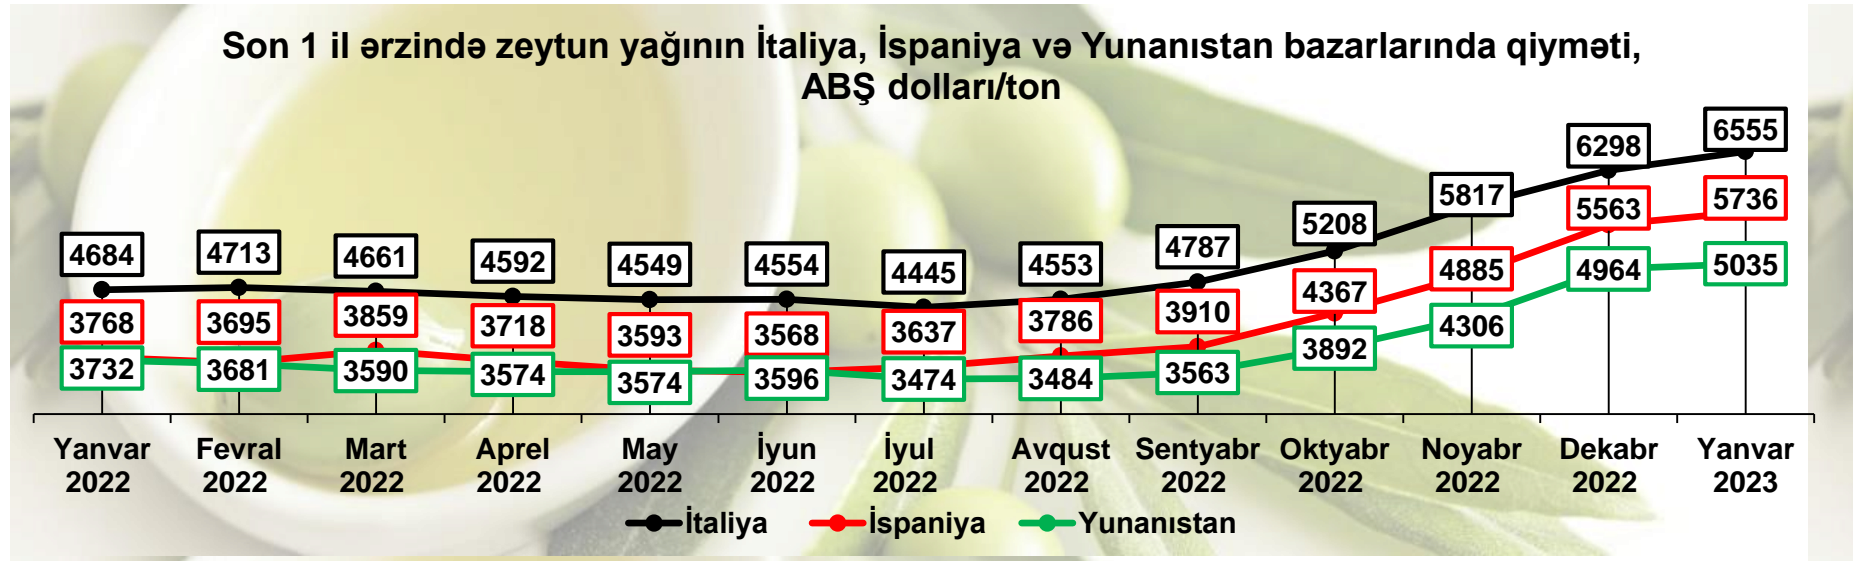 Son 1 il ərzində zeytun yağının İtaliya, İspaniya və Yunanıstan bazarlarında qiyməti,
ABŞ dolları/ton
4684 4713 4661 4592 4549 4554 4445 4553 4787 5208 5817 6298 6555
3768 3695 3859 3718 3593 3568 3637 3786 3910 4367 4885 5563 5736
3732 3681 3590 3574 3574 3596 3474 3484 3563 3892 4306 4964 5035
Yanvar Fevral Mart Aprel May İyun İyul Avqust Sentyabr Oktyabr Noyabr Dekabr Yanvar
2022 2022 2022 2022 2022 2022 2022 2022 2022 2022 2022 2022 2023
İtaliya İspaniya Yunanıstan